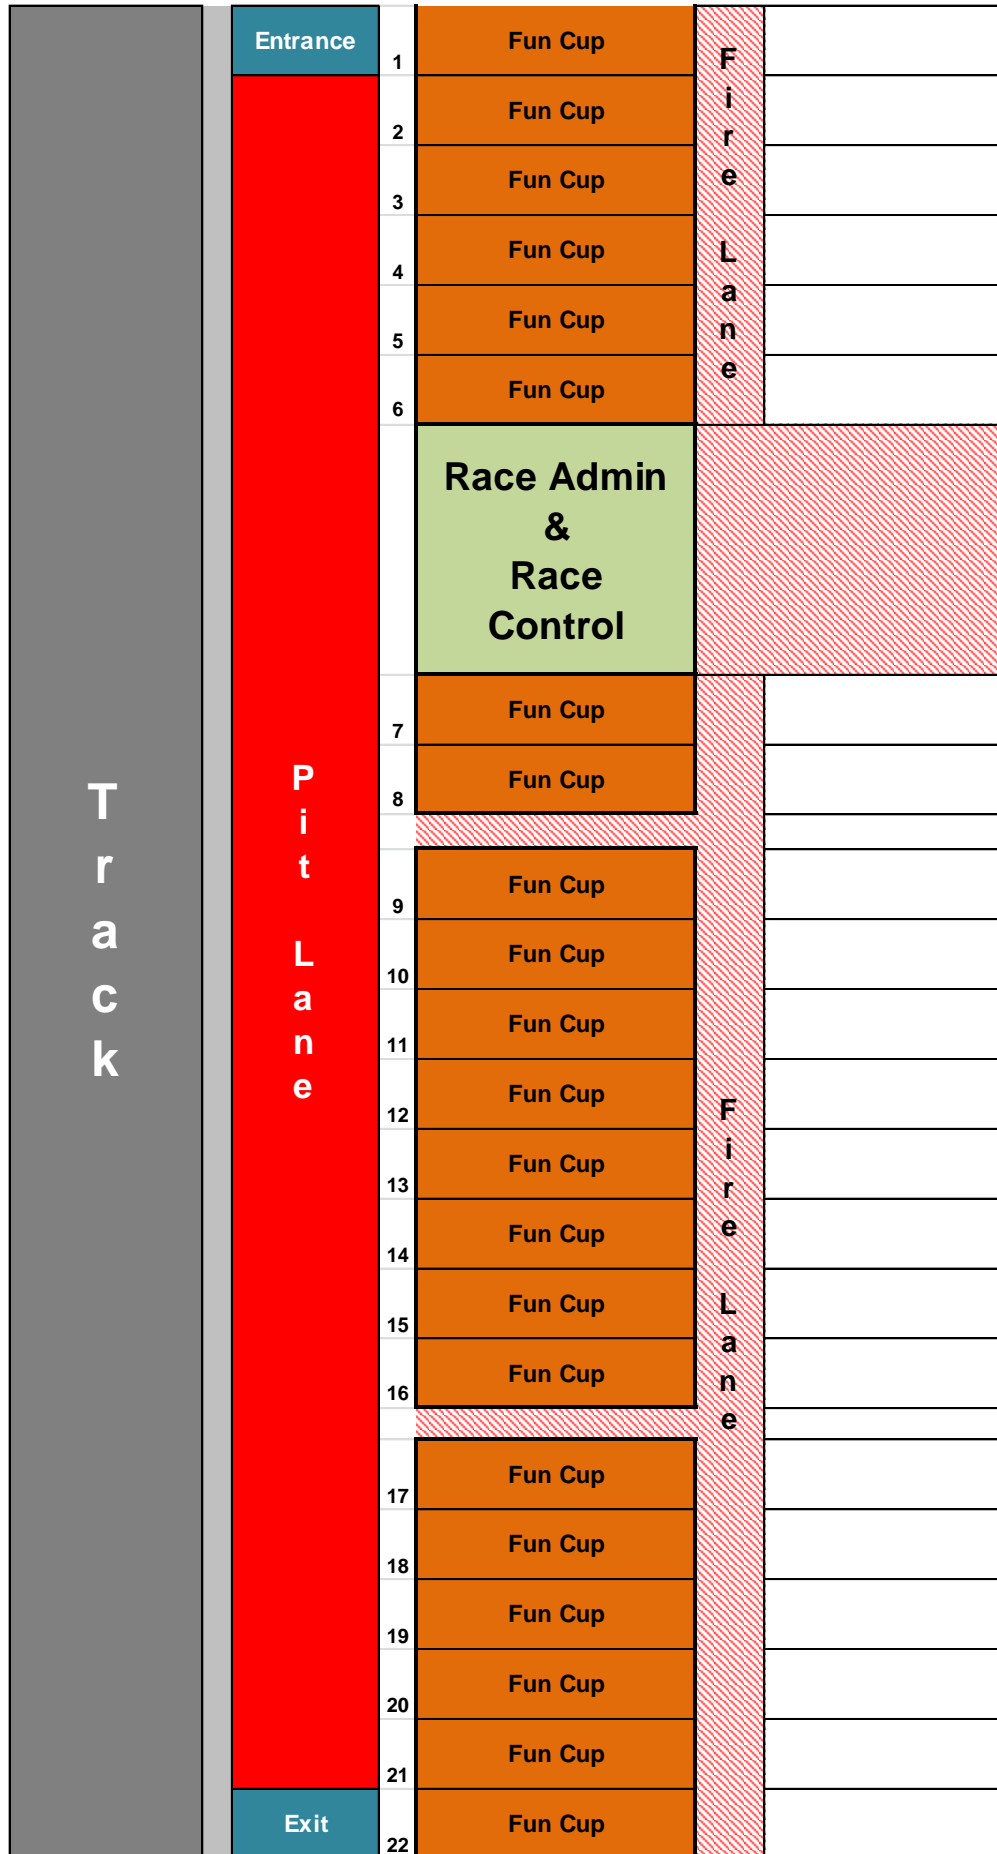 Entrance
1 Fun Cup
2 Fun Cup
3 Fun Cup
4 Fun Cup
5 Fun Cup
6 Fun Cup
Fire Lane
Race Admin
&
Race
Control
7 Fun Cup
8 Fun Cup
Track
Pit Lane
9 Fun Cup
10 Fun Cup
11 Fun Cup
12 Fun Cup
13 Fun Cup
14 Fun Cup
15 Fun Cup
16 Fun Cup
Fire Lane
17 Fun Cup
18 Fun Cup
19 Fun Cup
20 Fun Cup
21 Fun Cup
Exit
22 Fun Cup